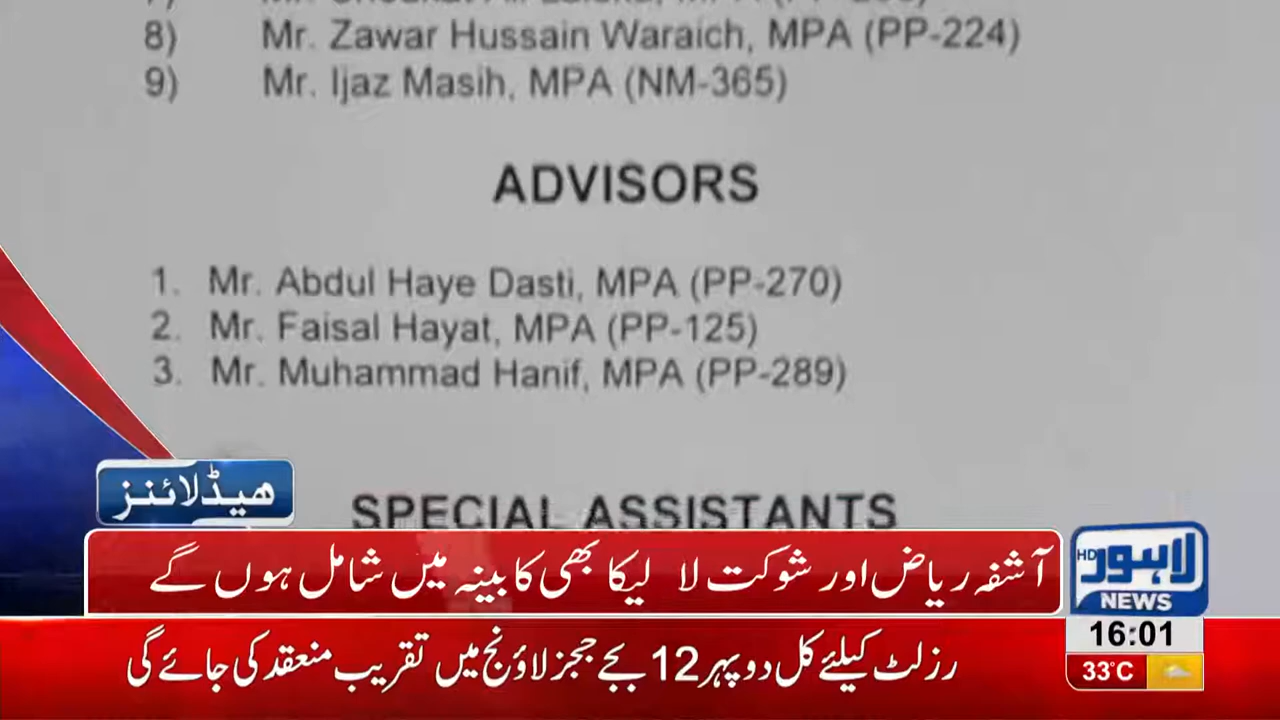 8) Mr. Zawar Hussain Waraich, MPA (PP-224)
9) Mr. Ijaz Masih, MPA (NM-365)
ADVISORS
1. Mr. Abdul Haye Dasti, MPA (PP-270)
2. Mr. Faisal Hayat, MPA (PP-125)
3. Mr. Muhammad Hanif, MPA (PP-289)
SPECIAL ASSISTANTS
ھیڈلائنز
آشفہ ریاض اور شوکت لا لیکا بھی کابینہ میں شامل ہوں گے
لاہور HD
NEWS
16:01
33°C
رزلٹ کیلئے کل دوپہر 12 بجے ججز لاؤنج میں تقریب منعقد کی جائے گی